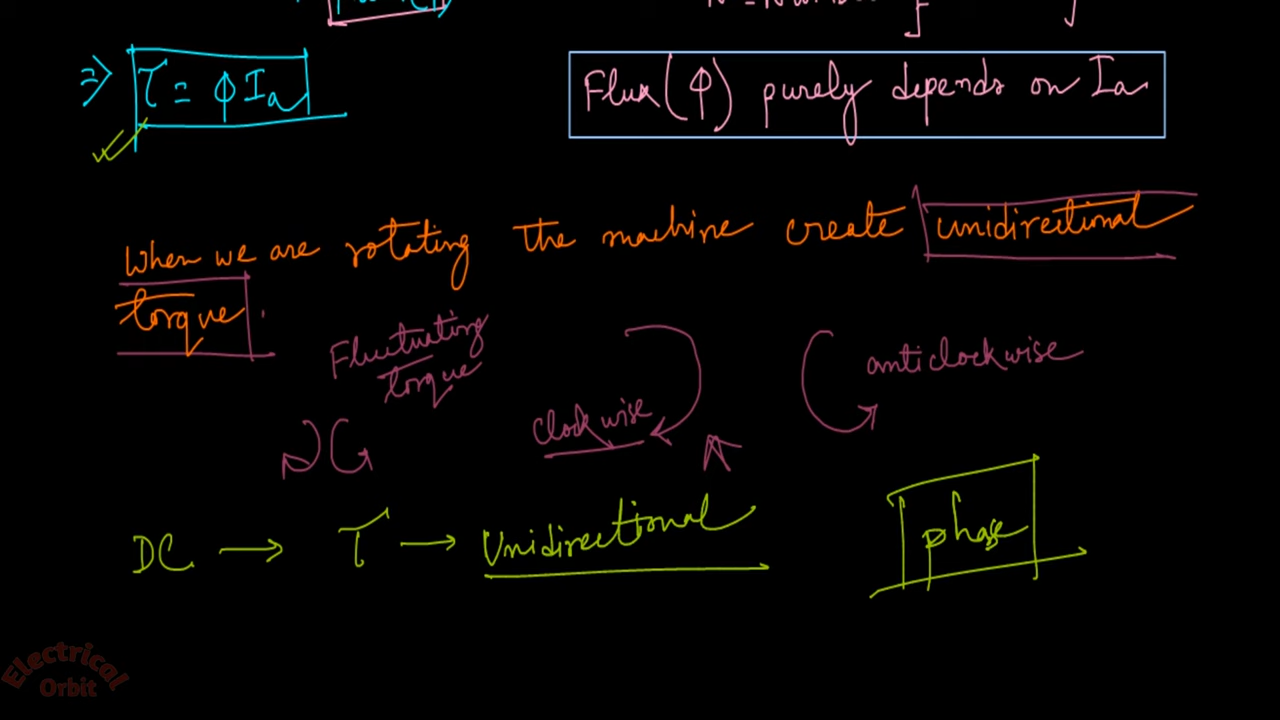 ⇒ τ = φ Ia
Flux(φ) purely depends on Ia
When we are rotating the machine create unidirectional
torque
Fluctuating
torque
clockwise
anticlockwise
DC → τ → Unidirectional
phase
Electrical
Orbit